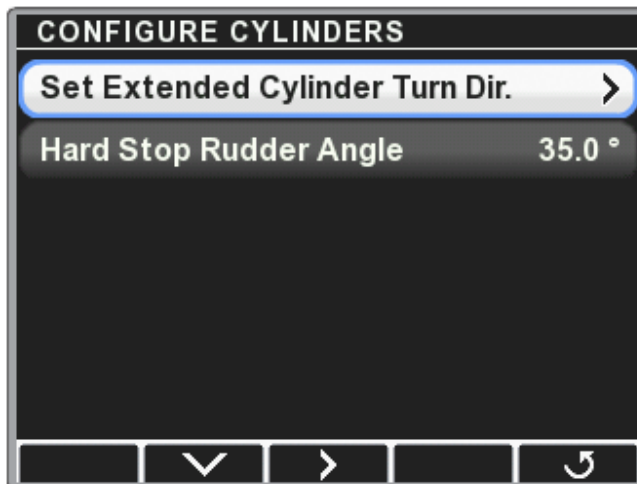 CONFIGURE CYLINDERS
Set Extended Cylinder Turn Dir.
Hard Stop Rudder Angle 35.0 °